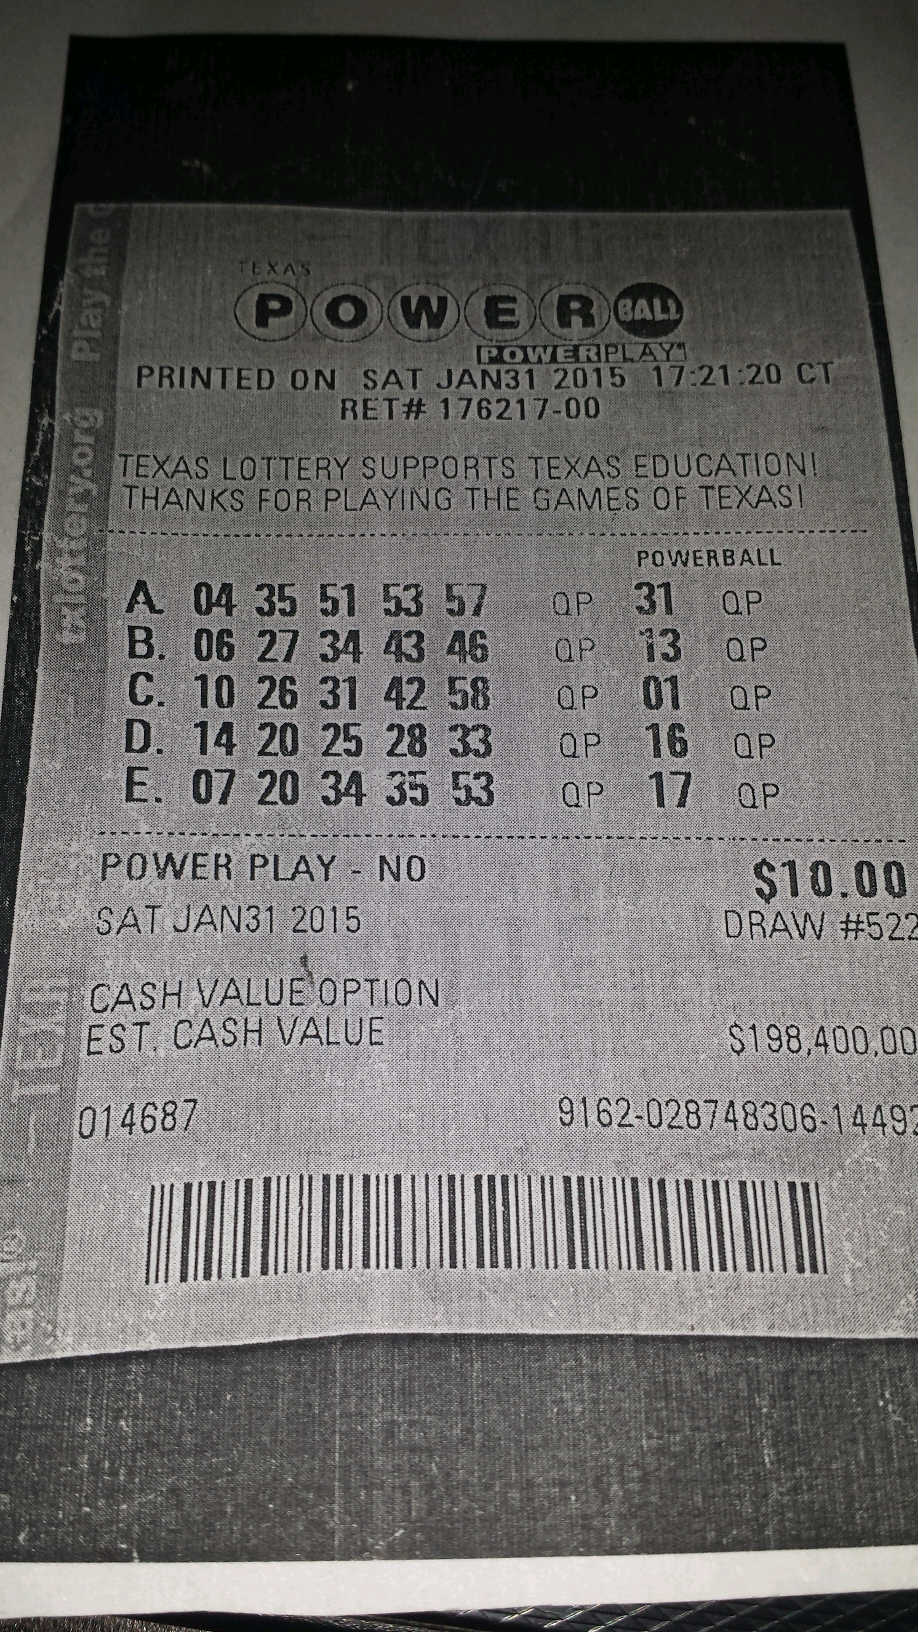 TEXAS
POWERBALL
POWERPLAY
PRINTED ON SAT JAN31 2015 17:21:20 CT
RET# 176217-00
TEXAS LOTTERY SUPPORTS TEXAS EDUCATION!
THANKS FOR PLAYING THE GAMES OF TEXAS!
POWERBALL
A. 04 35 51 53 57 QP 31 QP
B. 06 27 34 43 46 QP 13 QP
C. 10 26 31 42 58 QP 01 QP
D. 14 20 25 28 33 QP 16 QP
E. 07 20 34 35 53 QP 17 QP
POWER PLAY - NO $10.00
SAT JAN31 2015 DRAW #522
CASH VALUE OPTION
EST. CASH VALUE $198,400,00
014687 9162-028748306-14492
Play the
txlottery.org